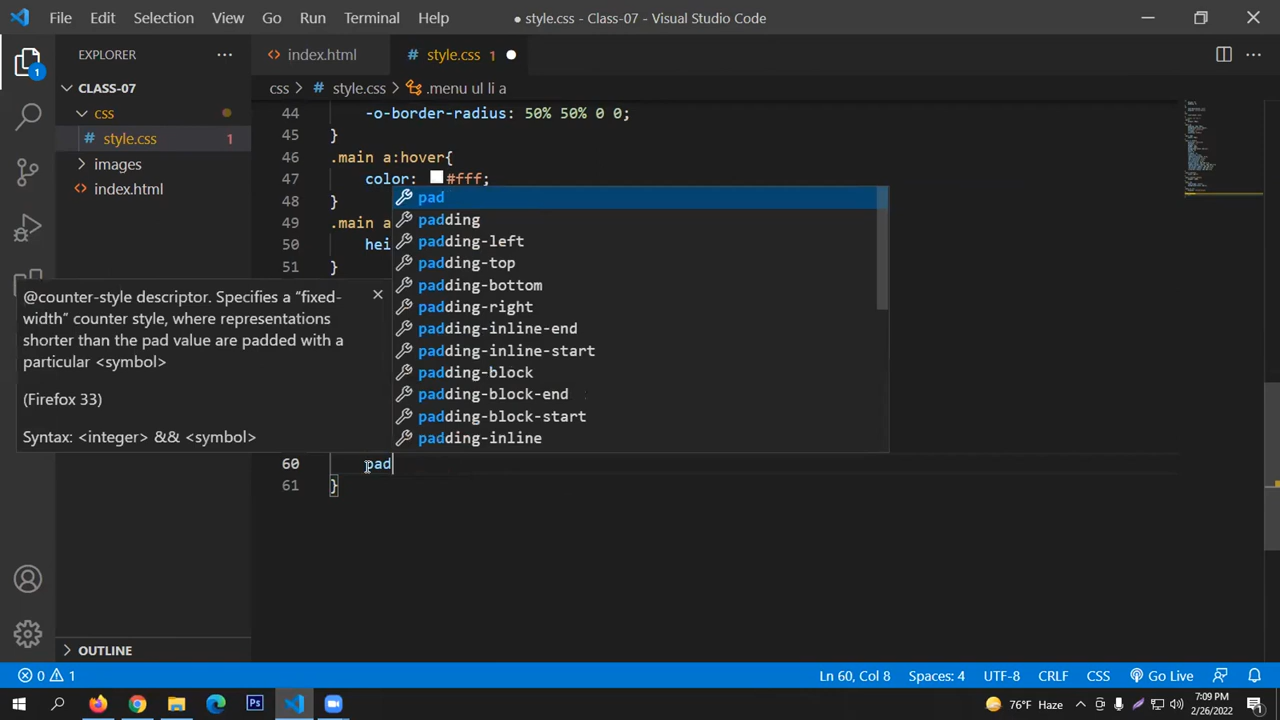 File Edit Selection View Go Run Terminal Help
● style.css - Class-07 - Visual Studio Code
EXPLORER
index.html
# style.css 1
1
CLASS-07
css
# style.css 1
images
index.html
css > # style.css > .menu ul li a
44 -o-border-radius: 50% 50% 0 0;
45 }
46 .main a:hover{
47 color: #fff;
48 }
49 .main a
50 hei
51 }
pad
padding
padding-left
padding-top
padding-bottom
padding-right
padding-inline-end
padding-inline-start
padding-block
padding-block-end
padding-block-start
padding-inline
@counter-style descriptor. Specifies a “fixed-
width” counter style, where representations
shorter than the pad value are padded with a
particular <symbol>
(Firefox 33)
Syntax: <integer> && <symbol>
60 pad
61 }
OUTLINE
0 1
Ln 60, Col 8 Spaces: 4 UTF-8 CRLF CSS Go Live
Ps
76°F Haze
7:09 PM
2/26/2022
1